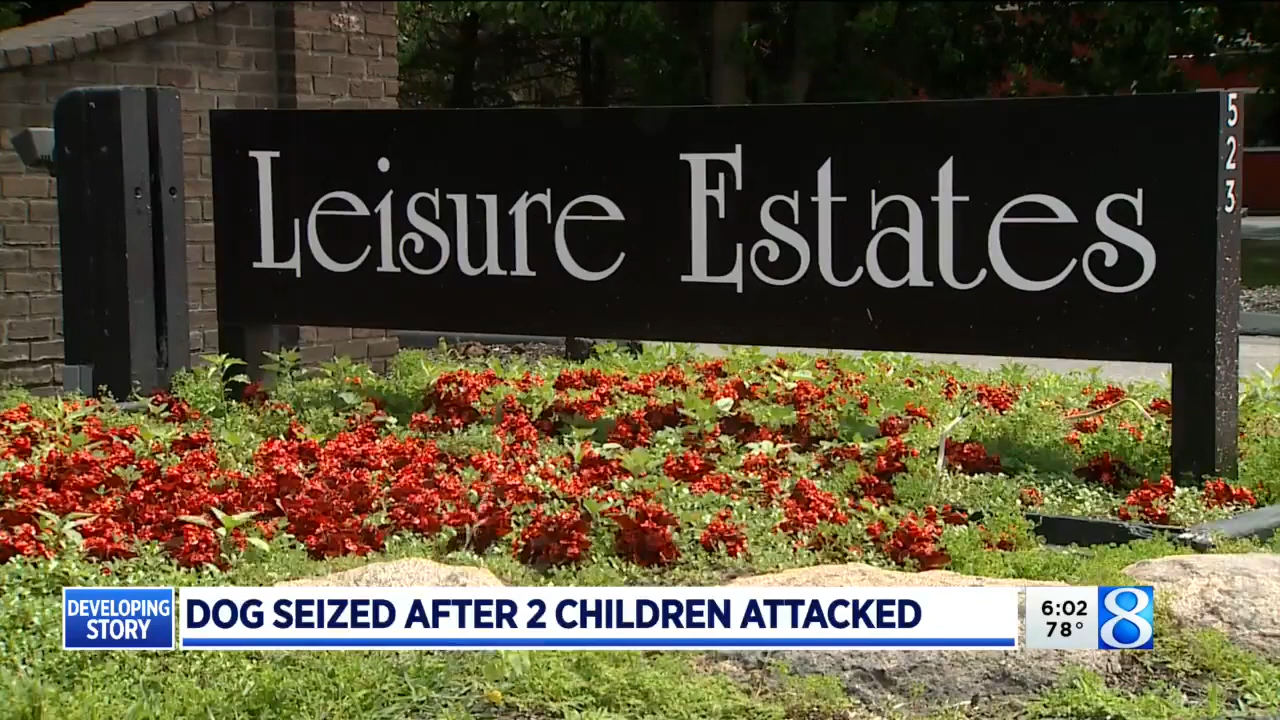 Leisure Estates
523
DEVELOPING
STORY
DOG SEIZED AFTER 2 CHILDREN ATTACKED
6:02
78°
8